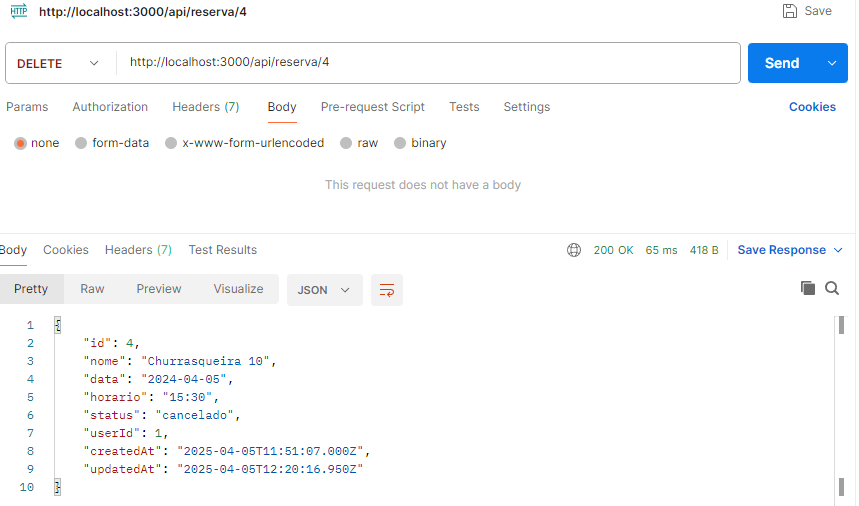 HTTP http://localhost:3000/api/reserva/4 Save
DELETE http://localhost:3000/api/reserva/4 Send
Params Authorization Headers (7) Body Pre-request Script Tests Settings Cookies
none form-data x-www-form-urlencoded raw binary
This request does not have a body
Body Cookies Headers (7) Test Results 200 OK 65 ms 418 B Save Response
Pretty Raw Preview Visualize JSON
1 {
2 "id": 4,
3 "nome": "Churrasqueira 10",
4 "data": "2024-04-05",
5 "horario": "15:30",
6 "status": "cancelado",
7 "userId": 1,
8 "createdAt": "2025-04-05T11:51:07.000Z",
9 "updatedAt": "2025-04-05T12:20:16.950Z"
10 }